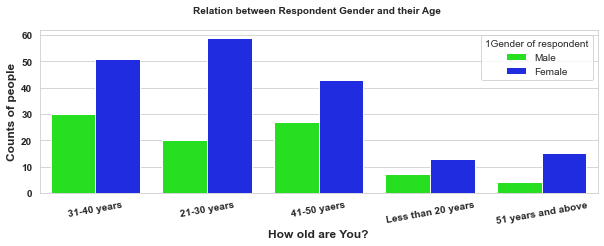 Relation between Respondent Gender and their Age
60
50
40
30
20
10
0
Counts of people
1Gender of respondent
Male
Female
31-40 years
21-30 years
41-50 yaers
Less than 20 years
51 years and above
How old are You?